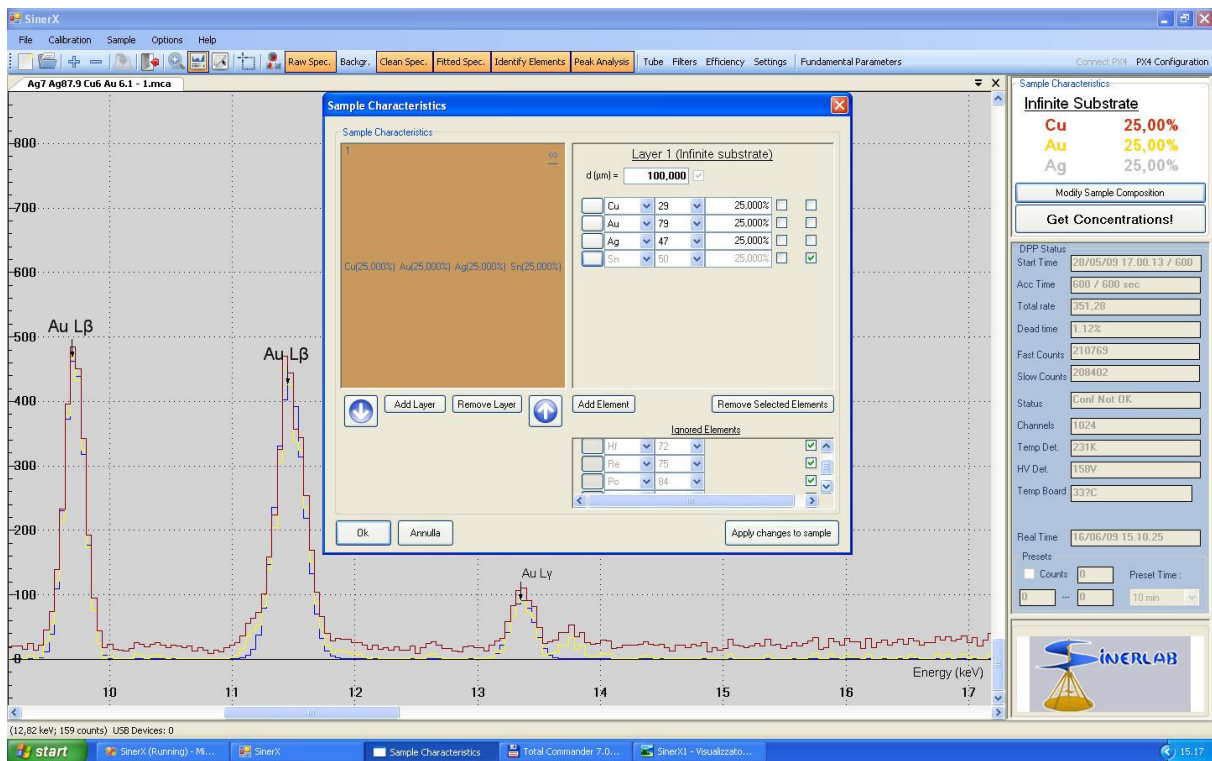 SinerX
File Calibration Sample Options Help
Raw Spec. Backgr. Clean Spec. Fitted Spec. Identify Elements Peak Analysis Tube Filters Efficiency Settings Fundamental Parameters Connect PX4 PX4 Configuration
Ag7 Ag87.9 Cu6 Au 6.1 - 1.mca
800
700
600
500
400
300
200
100
0
Au Lβ
Au Lβ
Au Lγ
10 11 12 13 14 15 16 17
Energy (keV)
Sample Characteristics
Sample Characteristics
1 ∞
Cu(25,000%) Au(25,000%) Ag(25,000%) Sn(25,000%)
Layer 1 (Infinite substrate)
d (µm) = 100,000
Cu 29 25,000%
Au 79 25,000%
Ag 47 25,000%
Sn 50 25,000%
Add Layer Remove Layer Add Element Remove Selected Elements
Ignored Elements
Hf 72
Re 75
Po 84
Ok Annulla Apply changes to sample
Sample Characteristics
Infinite Substrate
Cu 25,00%
Au 25,00%
Ag 25,00%
Modify Sample Composition
Get Concentrations!
DPP Status
Start Time 28/05/09 17.00.13 / 600
Acc Time 600 / 600 sec
Total rate 351,28
Dead time 1.12%
Fast Counts 210769
Slow Counts 208402
Status Conf Not OK
Channels 1024
Temp Det. 231K
HV Det. 158V
Temp Board 33?C
Real Time 16/06/09 15.10.25
Presets
Counts 0 Preset Time :
0 -- 0 10 min
SINERLAB
(12,82 keV; 159 counts) USB Devices: 0
start SinerX (Running) - Mi... SinerX Sample Characteristics Total Commander 7.0... SinerX1 - Visualizzato... 15.17